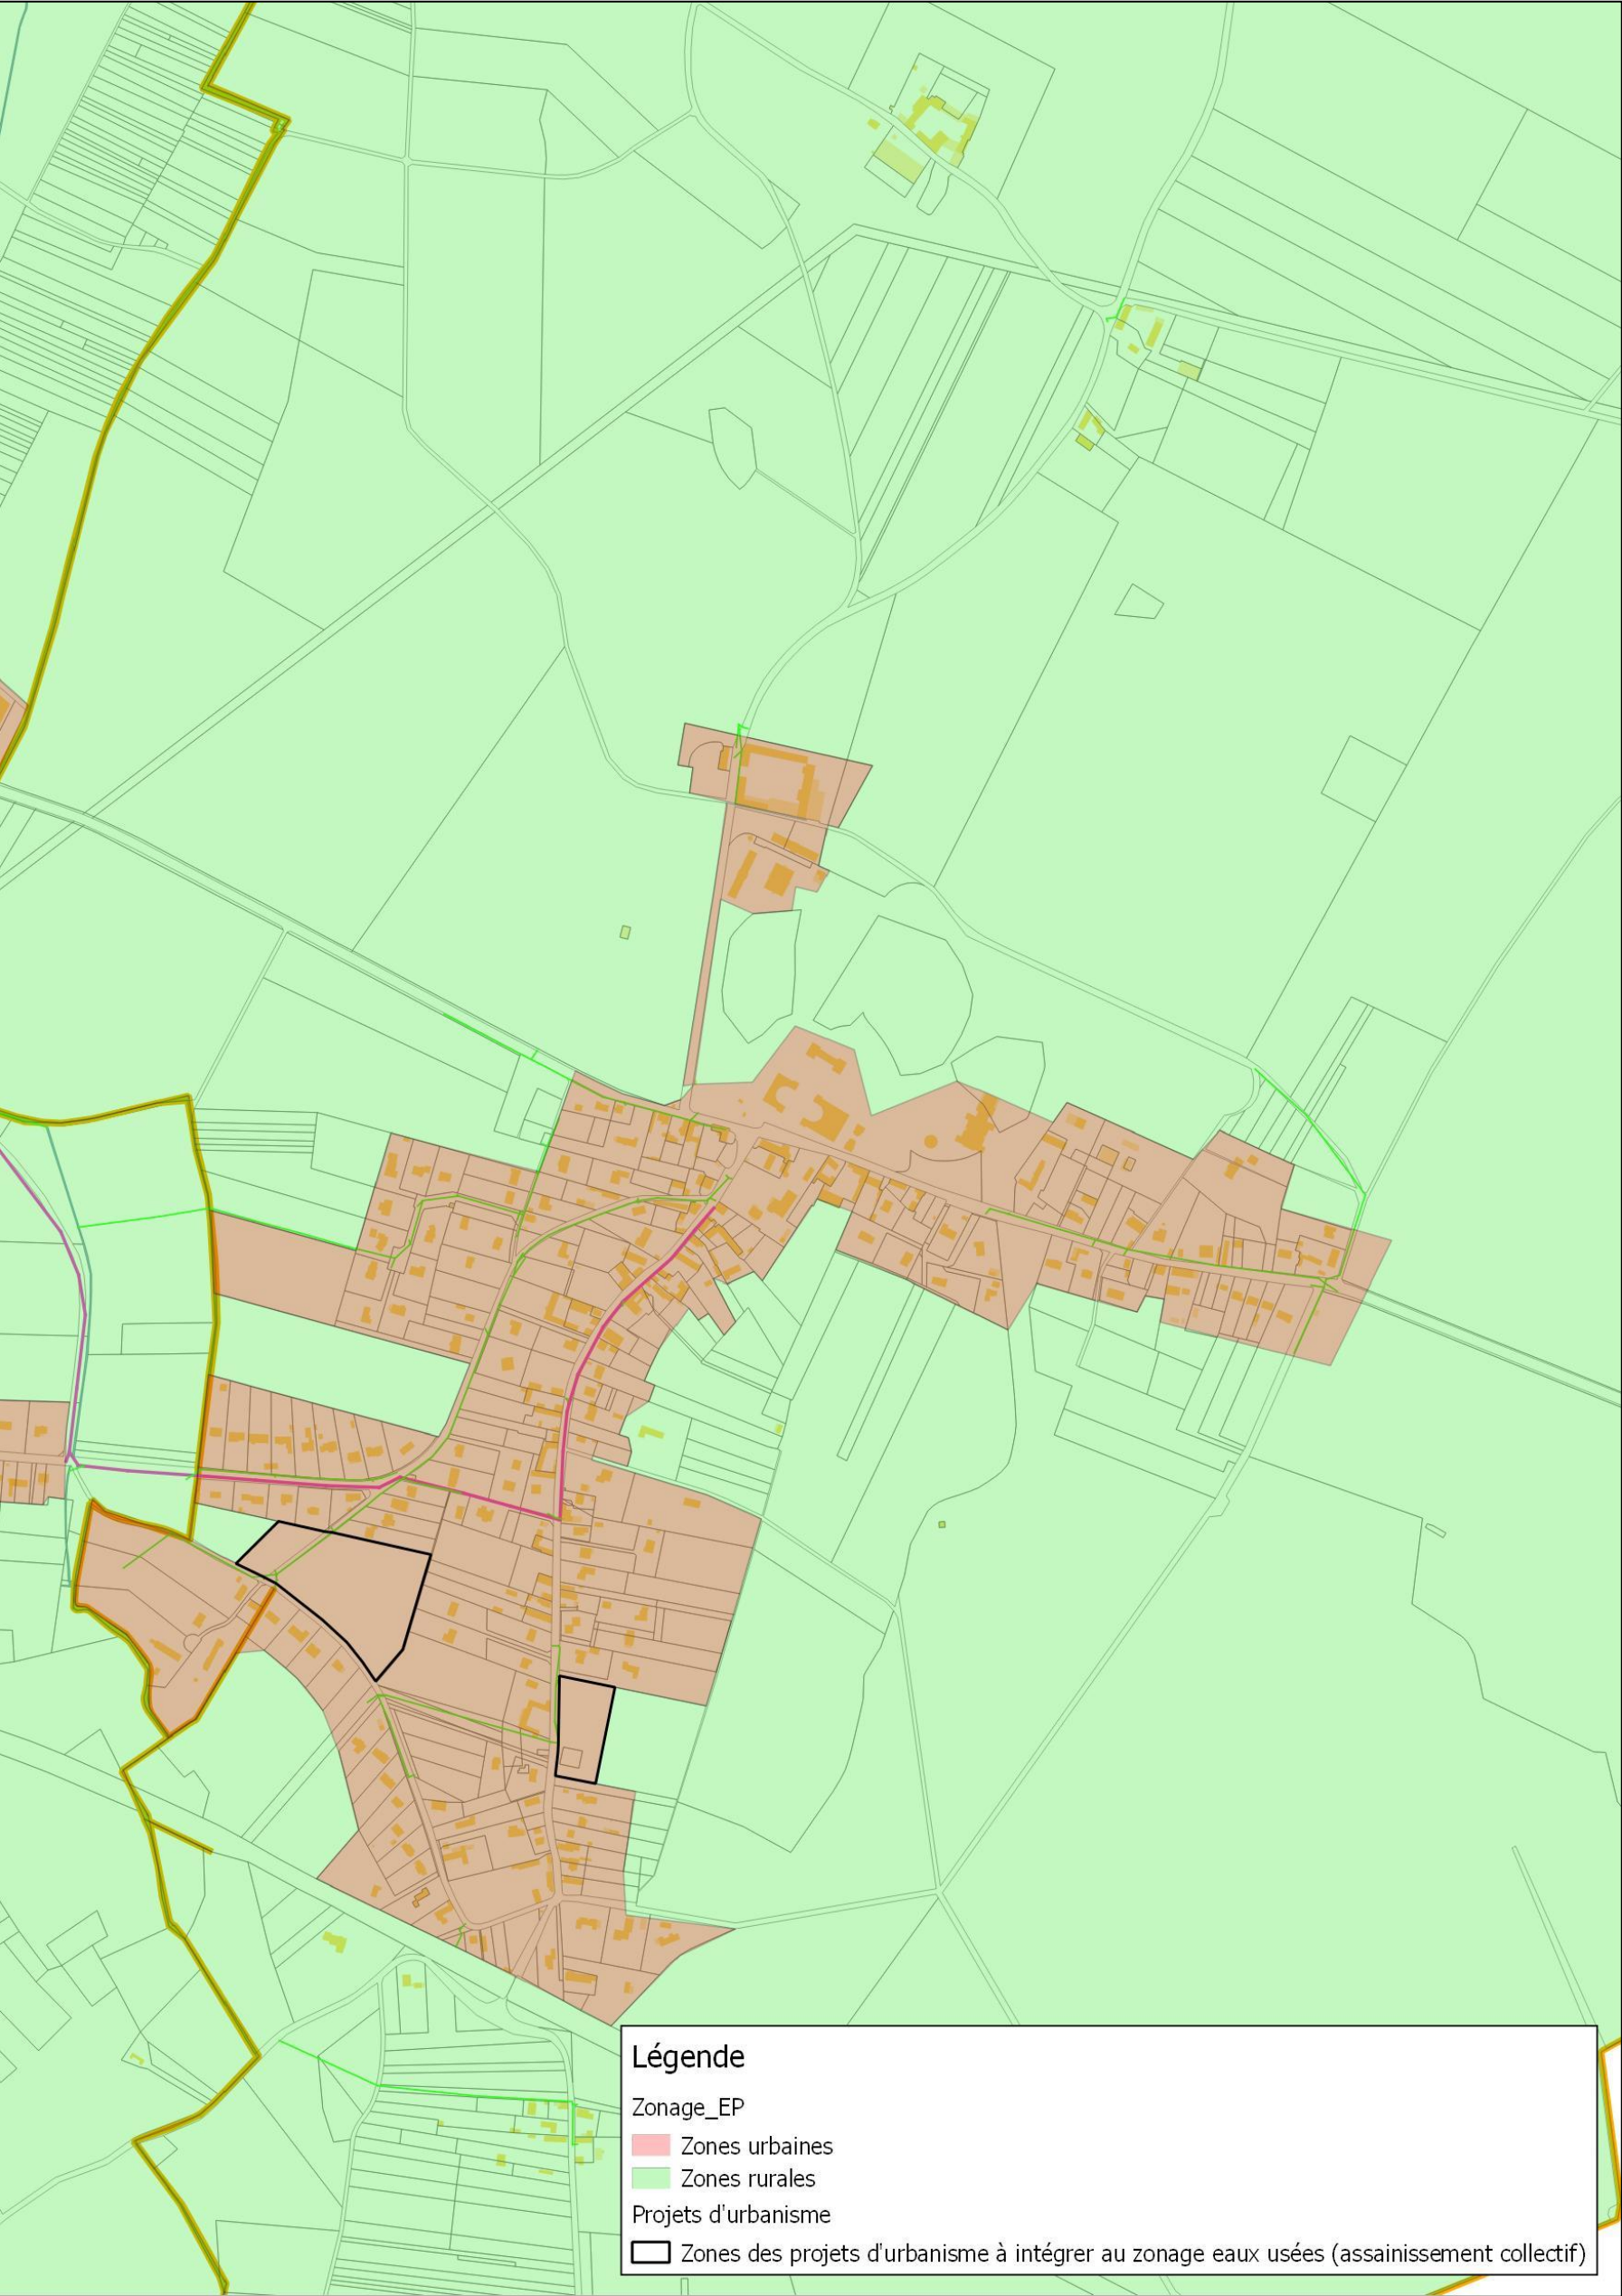 Légende
Zonage_EP
Zones urbaines
Zones rurales
Projets d'urbanisme
Zones des projets d'urbanisme à intégrer au zonage eaux usées (assainissement collectif)